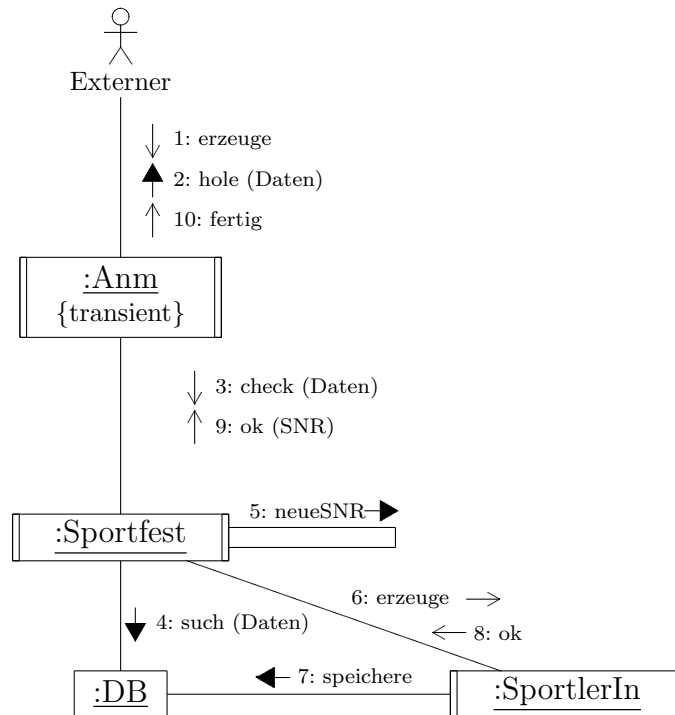 Externer
1: erzeuge
2: hole (Daten)
10: fertig
:Anm
{transient}
3: check (Daten)
9: ok (SNR)
5: neueSNR
:Sportfest
6: erzeuge
4: such (Daten)
8: ok
7: speichere
:DB
:SportlerIn